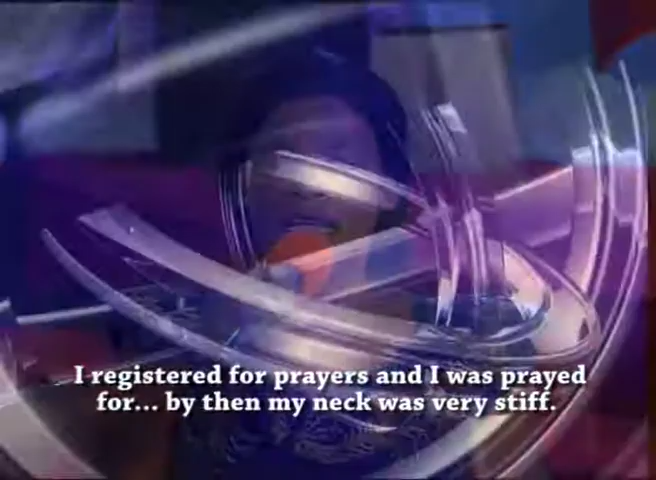 I registered for prayers and I was prayed
for... by then my neck was very stiff.